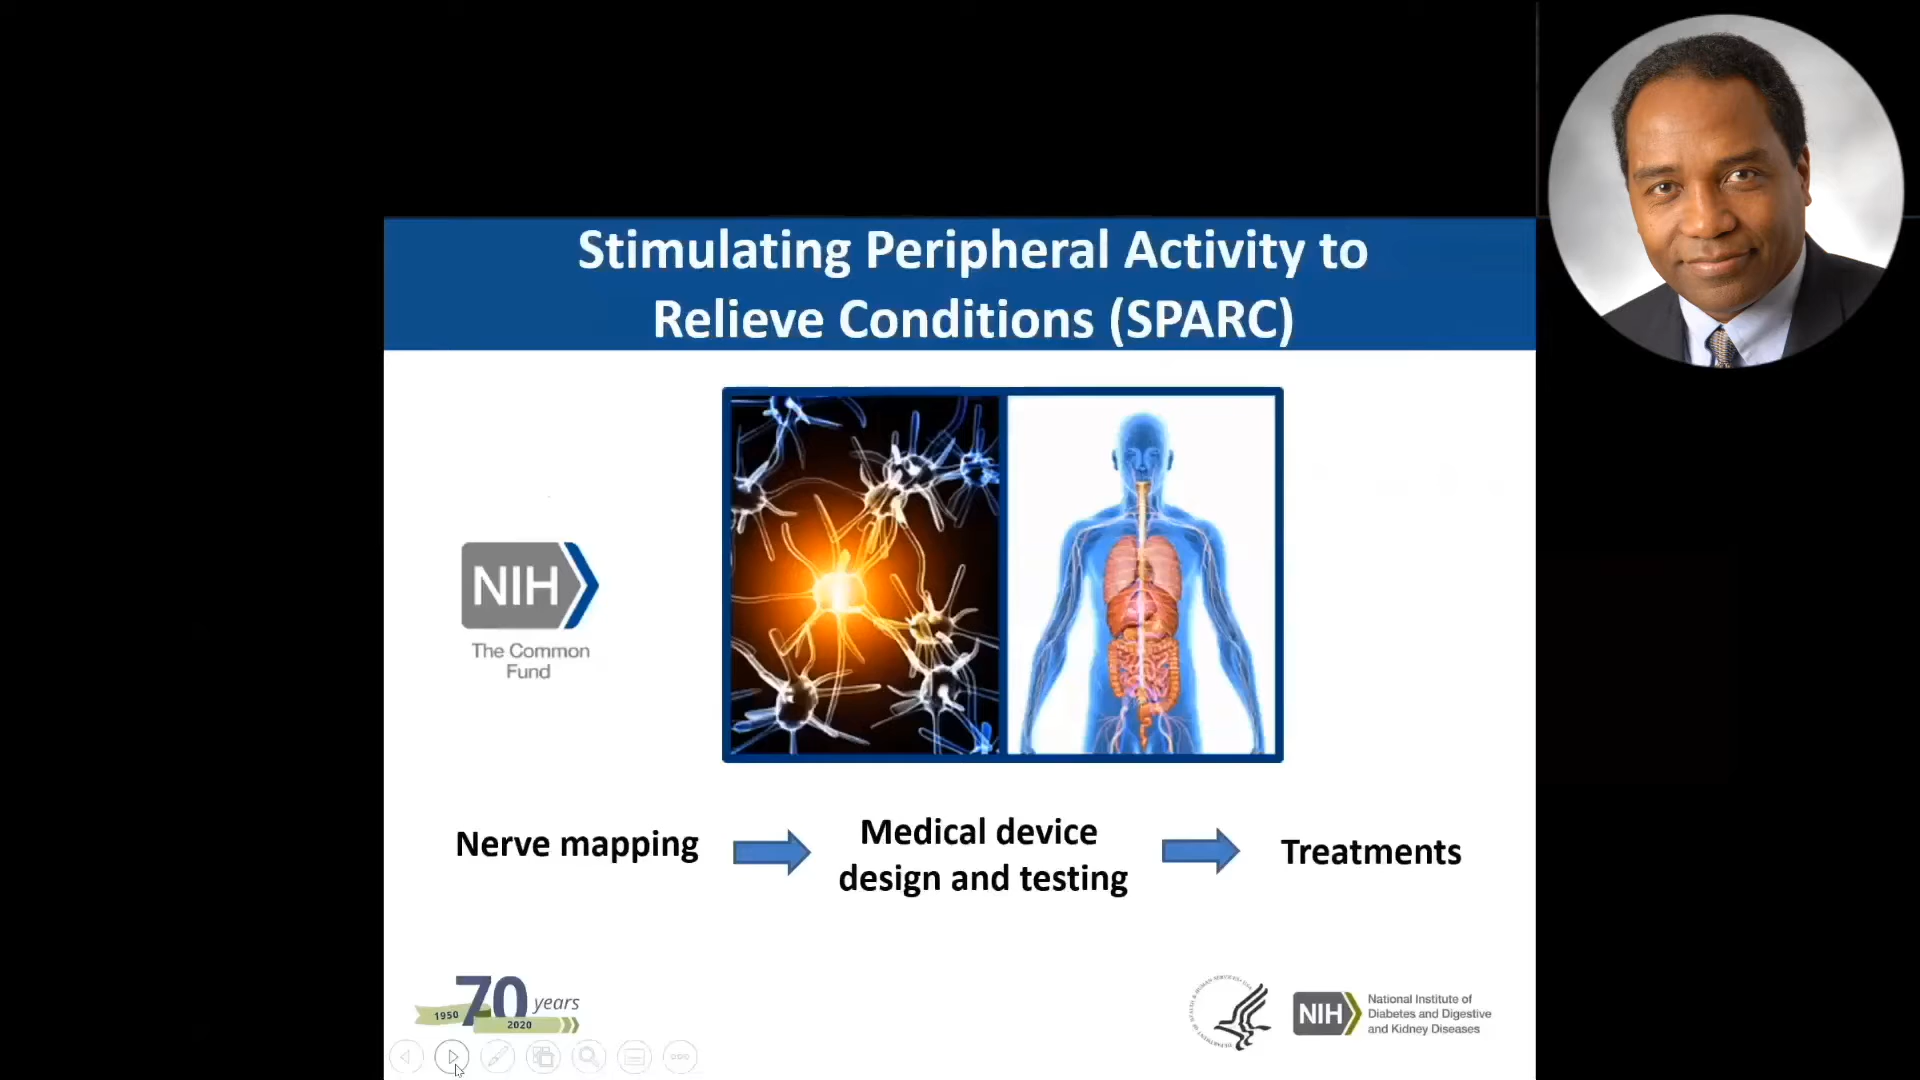 Stimulating Peripheral Activity to
Relieve Conditions (SPARC)
NIH
The Common
Fund
Nerve mapping
Medical device
design and testing
Treatments
70 years
1950
2020
NIH
National Institute of
Diabetes and Digestive
and Kidney Diseases